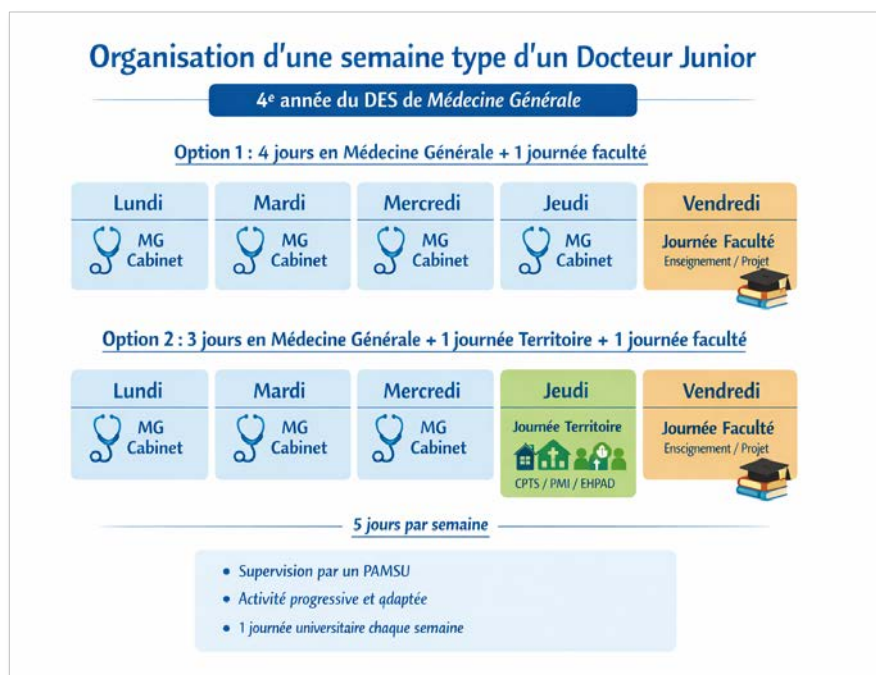 Organisation d'une semaine type d'un Docteur Junior
4e année du DES de Médecine Générale
Option 1 : 4 jours en Médecine Générale + 1 journée faculté
Lundi
MG
Cabinet
Mardi
MG
Cabinet
Mercredi
MG
Cabinet
Jeudi
MG
Cabinet
Vendredi
Journée Faculté
Enseignement / Projet
Option 2 : 3 jours en Médecine Générale + 1 journée Territoire + 1 journée faculté
Lundi
MG
Cabinet
Mardi
MG
Cabinet
Mercredi
MG
Cabinet
Jeudi
Journée Territoire
CPTS / PMI / EHPAD
Vendredi
Journée Faculté
Enscignement / Projet
5 jours par semaine
• Supervision par un PAMSU
• Activité progressive et adaptée
• 1 journée universitaire chaque semaine